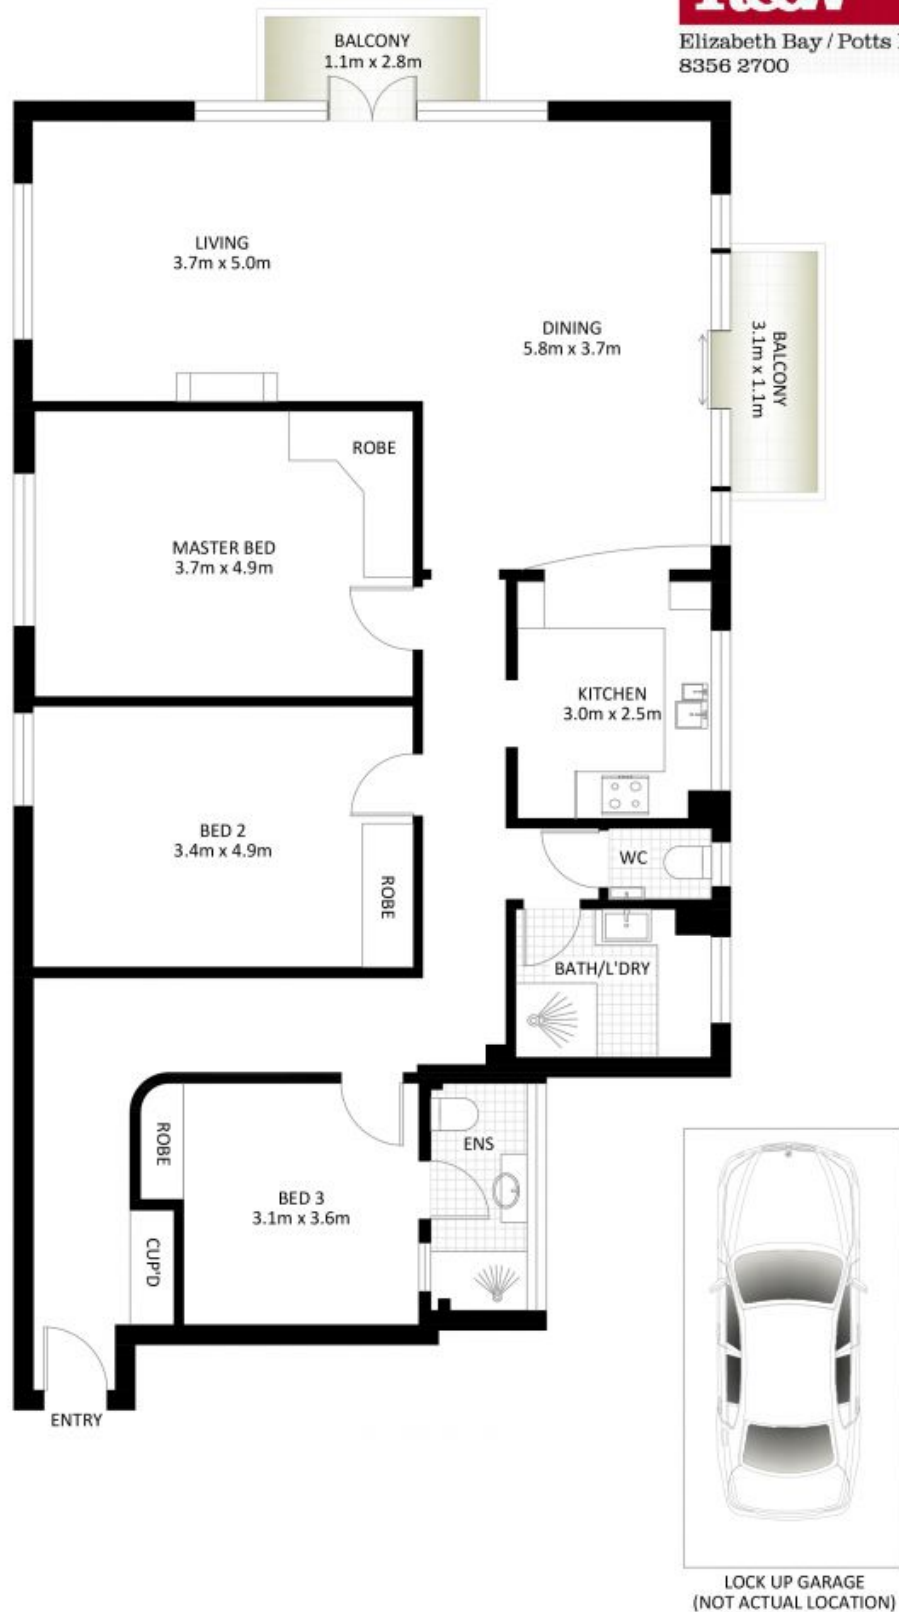 Elizabeth Bay / Potts
8356 2700
BALCONY
1.1m x 2.8m
LIVING
3.7m x 5.0m
DINING
5.8m x 3.7m
BALCONY
3.1m x 1.1m
ROBE
MASTER BED
3.7m x 4.9m
KITCHEN
3.0m x 2.5m
BED 2
3.4m x 4.9m
ROBE
WC
BATH/L'DRY
ROBE
ENS
BED 3
3.1m x 3.6m
CUP'D
ENTRY
LOCK UP GARAGE
(NOT ACTUAL LOCATION)